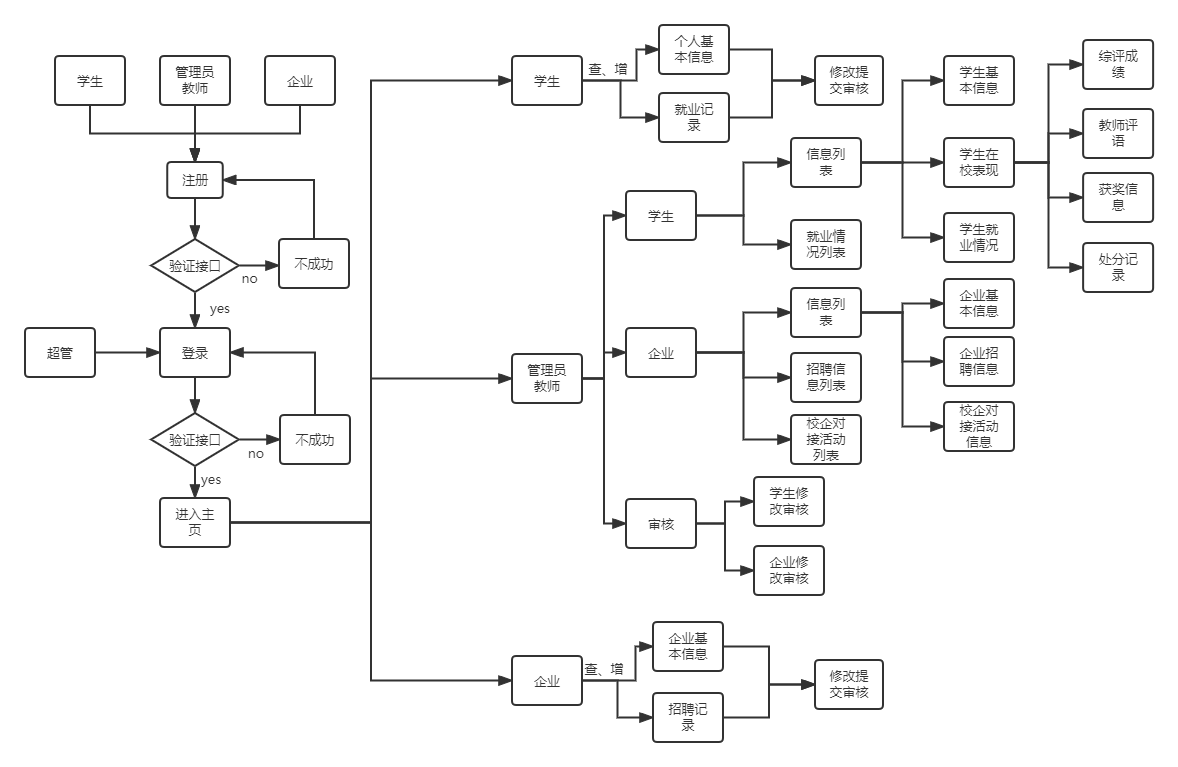 学生
管理员
教师
企业
注册
验证接口
no
不成功
yes
超管
登录
验证接口
no
不成功
yes
进入主
页
学生
查、增
个人基
本信息
就业记
录
修改提
交审核
管理员
教师
学生
信息列
表
就业情
况列表
学生基
本信息
学生在
校表现
学生就
业情况
综评成
绩
教师评
语
获奖信
息
处分记
录
企业
信息列
表
招聘信
息列表
校企对
接活动
列表
企业基
本信息
企业招
聘信息
校企对
接活动
信息
审核
学生修
改审核
企业修
改审核
企业
查、增
企业基
本信息
招聘记
录
修改提
交审核